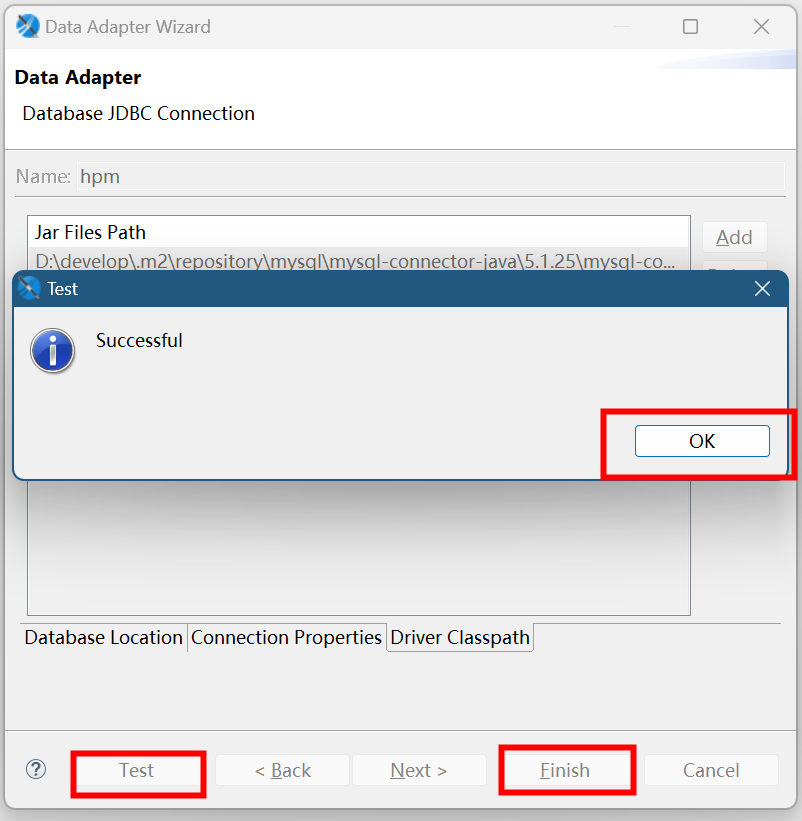 Data Adapter Wizard
Data Adapter
Database JDBC Connection
Name: hpm
Jar Files Path
Add
D:\develop\.m2\repository\mysql\mysql-connector-java\5.1.25\mysql-co...
Test
Successful
OK
Database Location Connection Properties Driver Classpath
? Test < Back Next > Finish Cancel